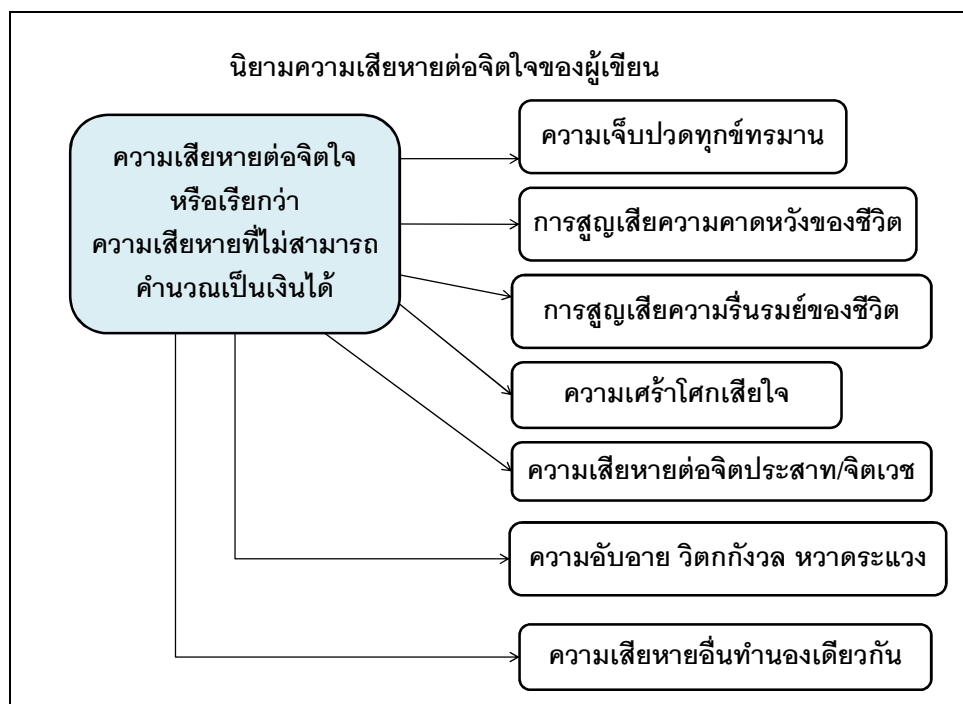 นิยามความเสียหายต่อจิตใจของผู้เขียน
ความเสียหายต่อจิตใจ
หรือเรียกว่า
ความเสียหายที่ไม่สามารถ
คำนวณเป็นเงินได้
ความเจ็บปวดทุกข์ทรมาน
การสูญเสียความคาดหวังของชีวิต
การสูญเสียความรื่นรมย์ของชีวิต
ความเศร้าโศกเสียใจ
ความเสียหายต่อจิตประสาท/จิตเวช
ความอับอาย วิตกกังวล หวาดระแวง
ความเสียหายอื่นทำนองเดียวกัน